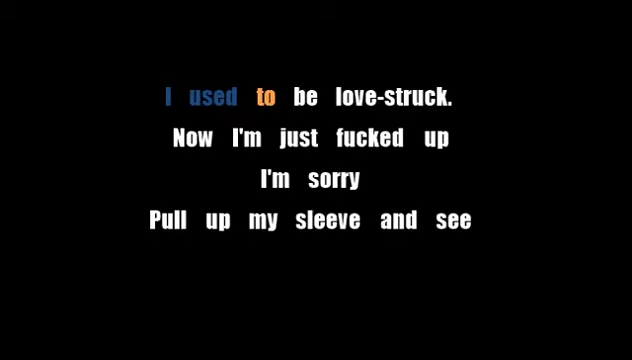 I used to be love-struck.
Now I'm just fucked up
I'm sorry
Pull up my sleeve and see